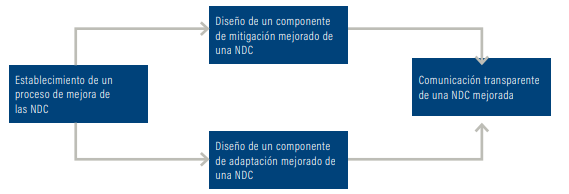 Diseño de un componente
de mitigación mejorado de
una NDC
Establecimiento de un
proceso de mejora de
las NDC
Comunicación transparente
de una NDC mejorada
Diseño de un componente
de adaptación mejorado de
una NDC